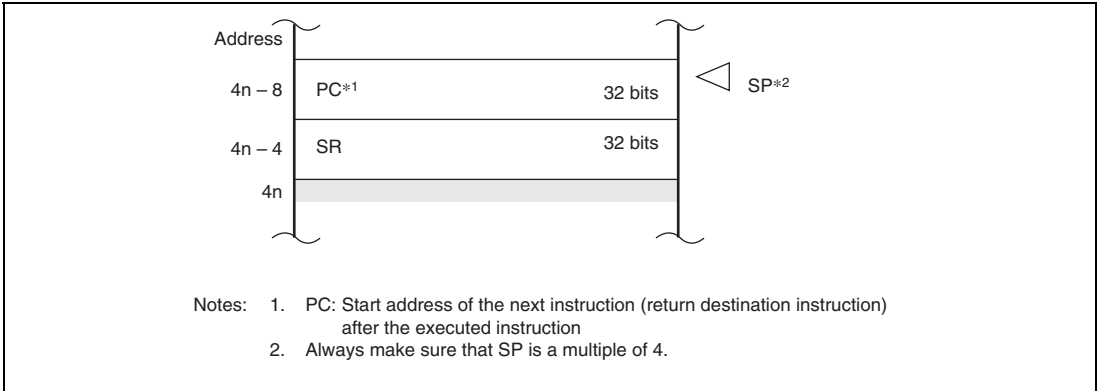 Address
4n – 8 PC*1 32 bits SP*2
4n – 4 SR 32 bits
4n
Notes: 1. PC: Start address of the next instruction (return destination instruction)
after the executed instruction
2. Always make sure that SP is a multiple of 4.